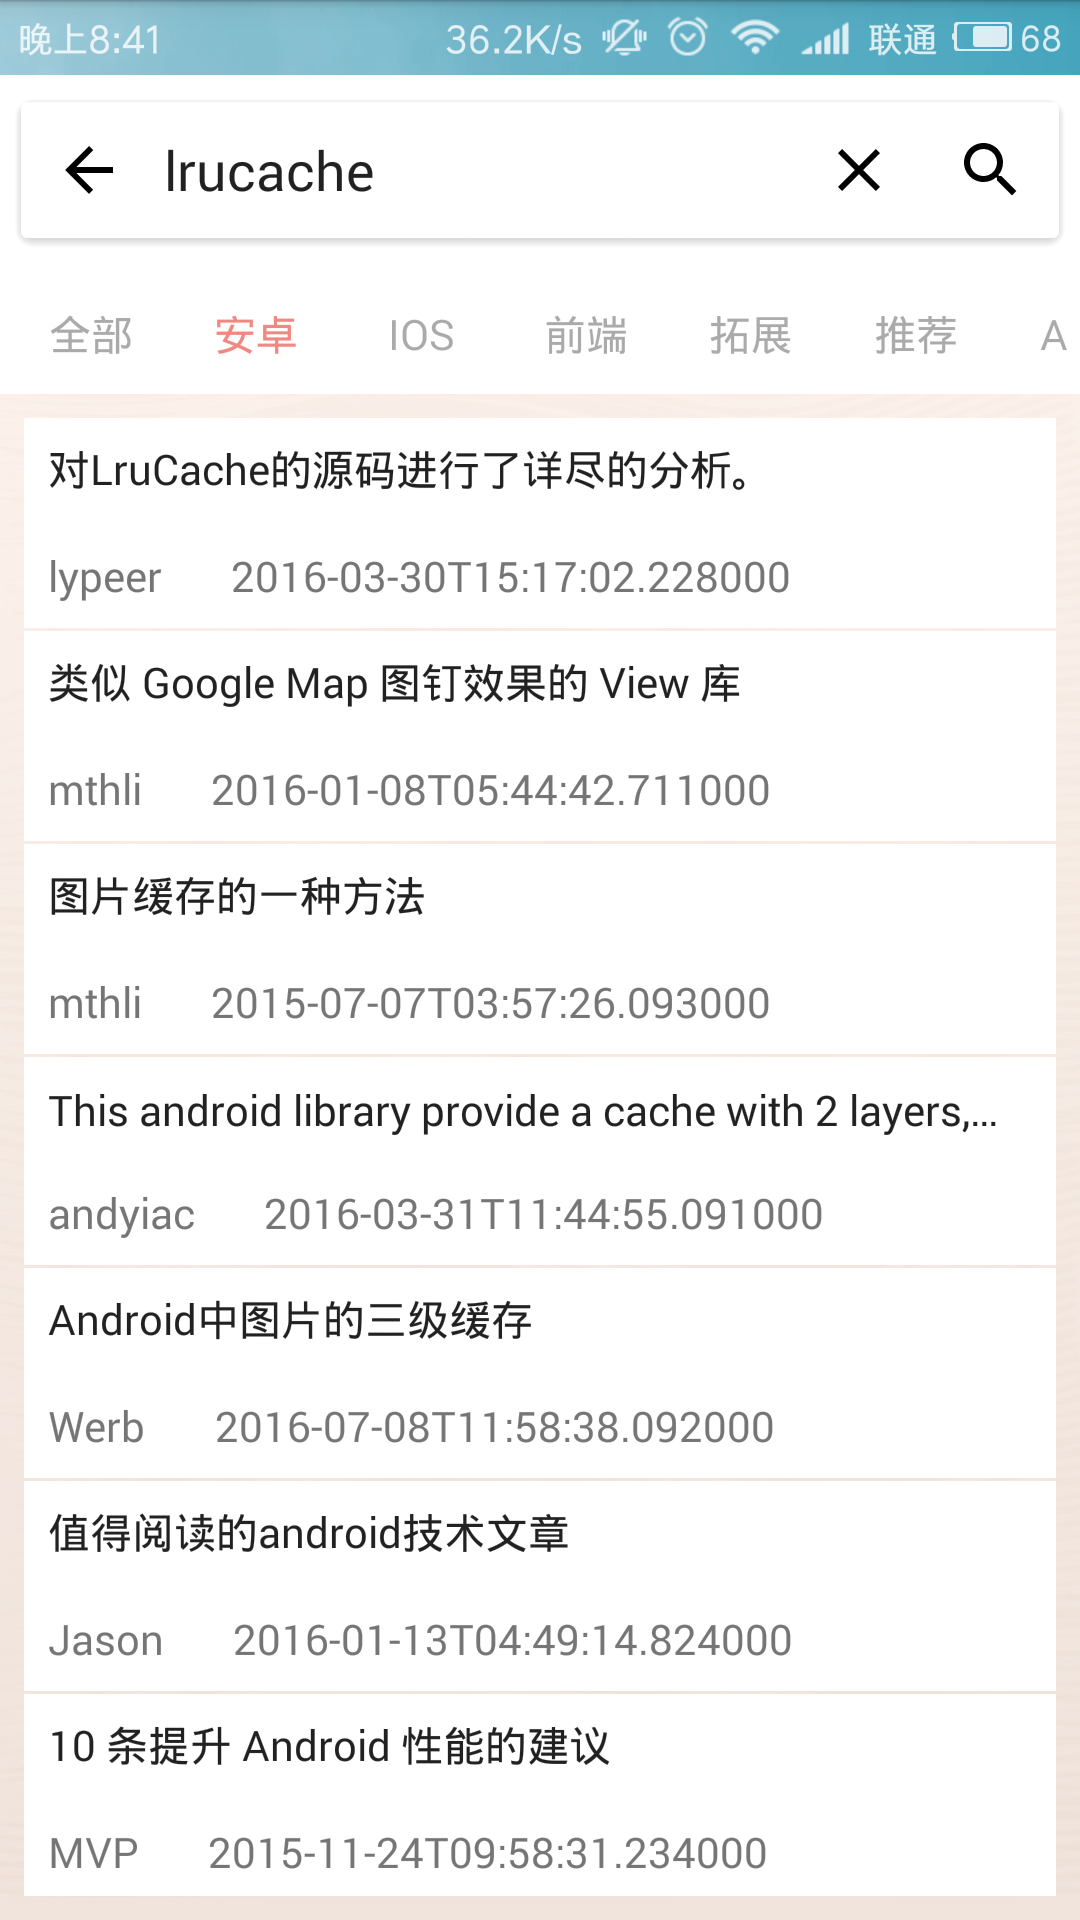 晚上8:41 36.2K/s 联通 68
lrucache
全部 安卓 IOS 前端 拓展 推荐 A
对LruCache的源码进行了详尽的分析。
lypeer 2016-03-30T15:17:02.228000
类似 Google Map 图钉效果的 View 库
mthli 2016-01-08T05:44:42.711000
图片缓存的一种方法
mthli 2015-07-07T03:57:26.093000
This android library provide a cache with 2 layers,...
andyiac 2016-03-31T11:44:55.091000
Android中图片的三级缓存
Werb 2016-07-08T11:58:38.092000
值得阅读的android技术文章
Jason 2016-01-13T04:49:14.824000
10 条提升 Android 性能的建议
MVP 2015-11-24T09:58:31.234000